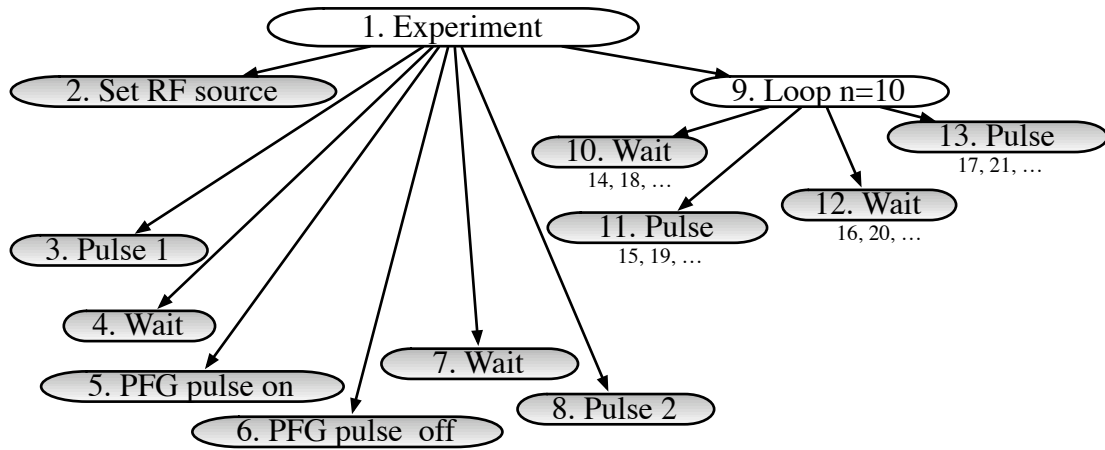 1. Experiment
2. Set RF source
3. Pulse 1
4. Wait
5. PFG pulse on
6. PFG pulse  off
7. Wait
8. Pulse 2
9. Loop n=10
10. Wait
14, 18, …
11. Pulse
15, 19, …
12. Wait
16, 20, …
13. Pulse
17, 21, …